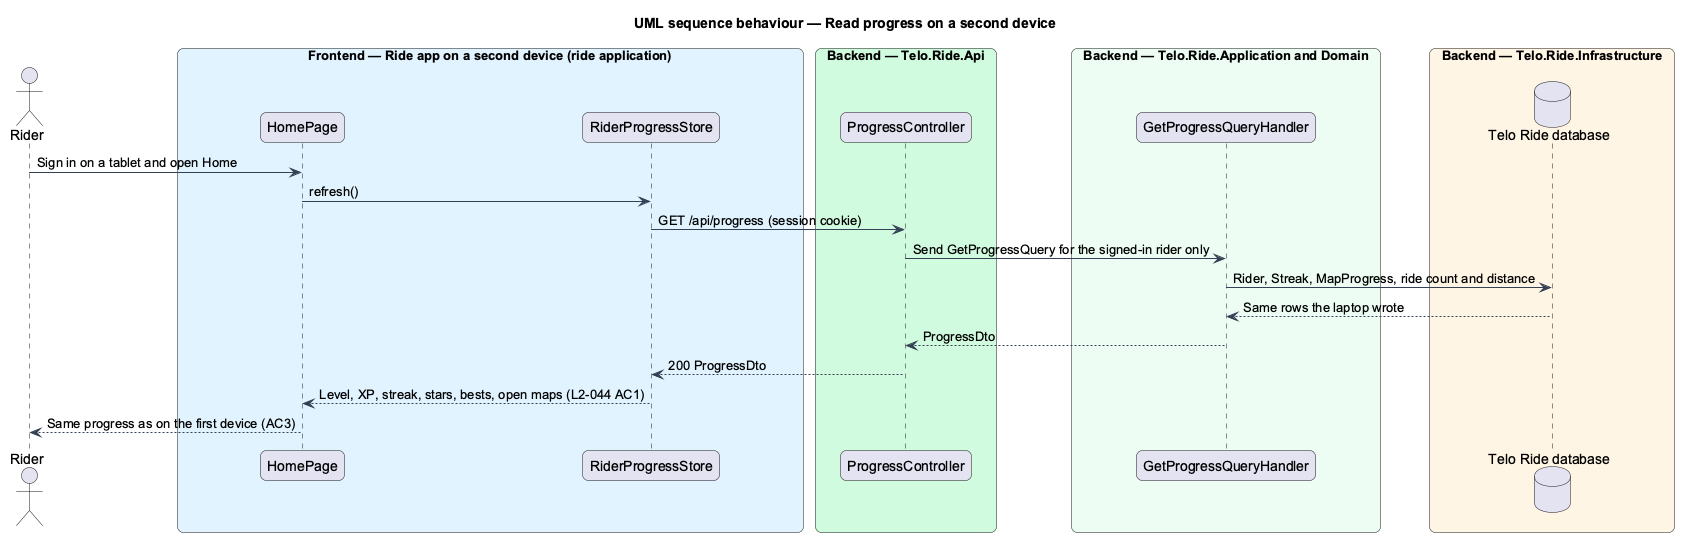 UML sequence behaviour — Read progress on a second device
Frontend — Ride app on a second device (ride application)
Backend — Telo.Ride.Api
Backend — Telo.Ride.Application and Domain
Backend — Telo.Ride.Infrastructure
Rider
HomePage
RiderProgressStore
ProgressController
GetProgressQueryHandler
Telo Ride database
Sign in on a tablet and open Home
refresh()
GET /api/progress (session cookie)
Send GetProgressQuery for the signed-in rider only
Rider, Streak, MapProgress, ride count and distance
Same rows the laptop wrote
ProgressDto
200 ProgressDto
Level, XP, streak, stars, bests, open maps (L2-044 AC1)
Same progress as on the first device (AC3)
Rider
HomePage
RiderProgressStore
ProgressController
GetProgressQueryHandler
Telo Ride database